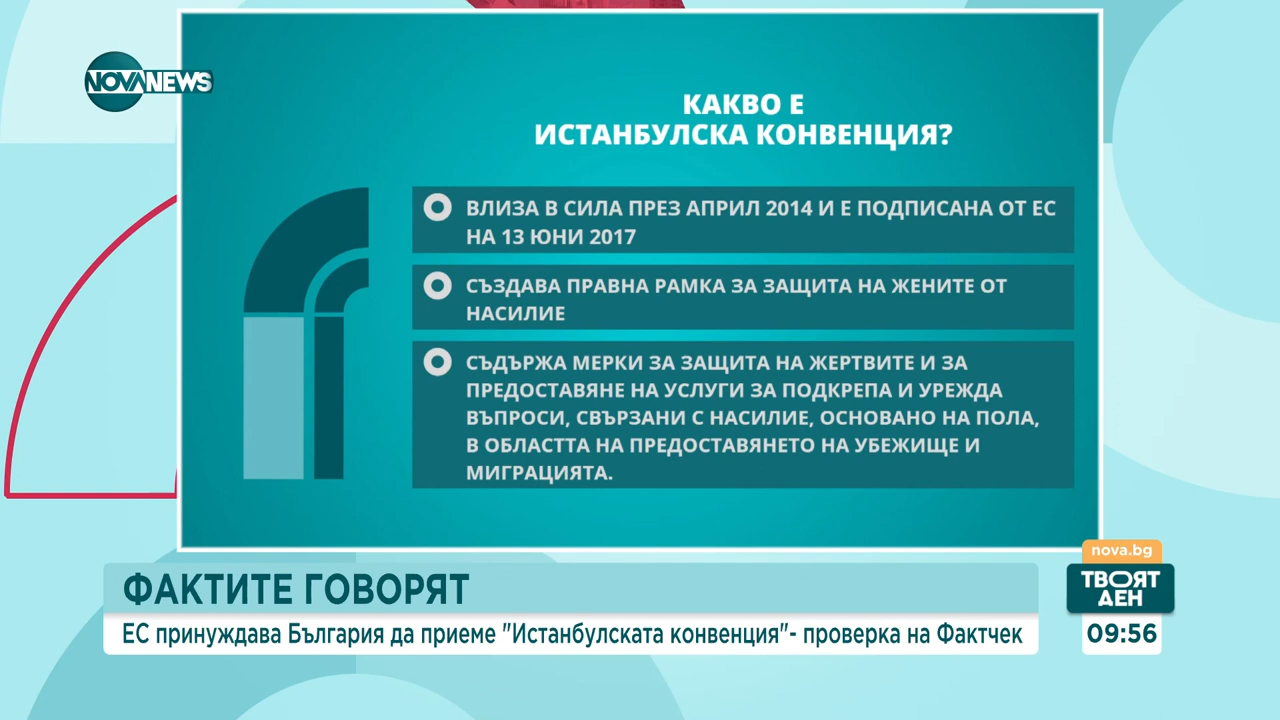 NOVA NEWS
КАКВО Е
ИСТАНБУЛСКА КОНВЕНЦИЯ?
ВЛИЗА В СИЛА ПРЕЗ АПРИЛ 2014 И Е ПОДПИСАНА ОТ ЕС
НА 13 ЮНИ 2017
СЪЗДАВА ПРАВНА РАМКА ЗА ЗАЩИТА НА ЖЕНИТЕ ОТ
НАСИЛИЕ
СЪДЪРЖА МЕРКИ ЗА ЗАЩИТА НА ЖЕРТВИТЕ И ЗА
ПРЕДОСТАВЯНЕ НА УСЛУГИ ЗА ПОДКРЕПА И УРЕЖДА
ВЪПРОСИ, СВЪРЗАНИ С НАСИЛИЕ, ОСНОВАНО НА ПОЛА,
В ОБЛАСТТА НА ПРЕДОСТАВЯНЕТО НА УБЕЖИЩЕ И
МИГРАЦИЯТА.
nova.bg
ТВОЯТ
ДЕН
09:56
ФАКТИТЕ ГОВОРЯТ
ЕС принуждава България да приеме "Истанбулската конвенция"- проверка на Фактчек